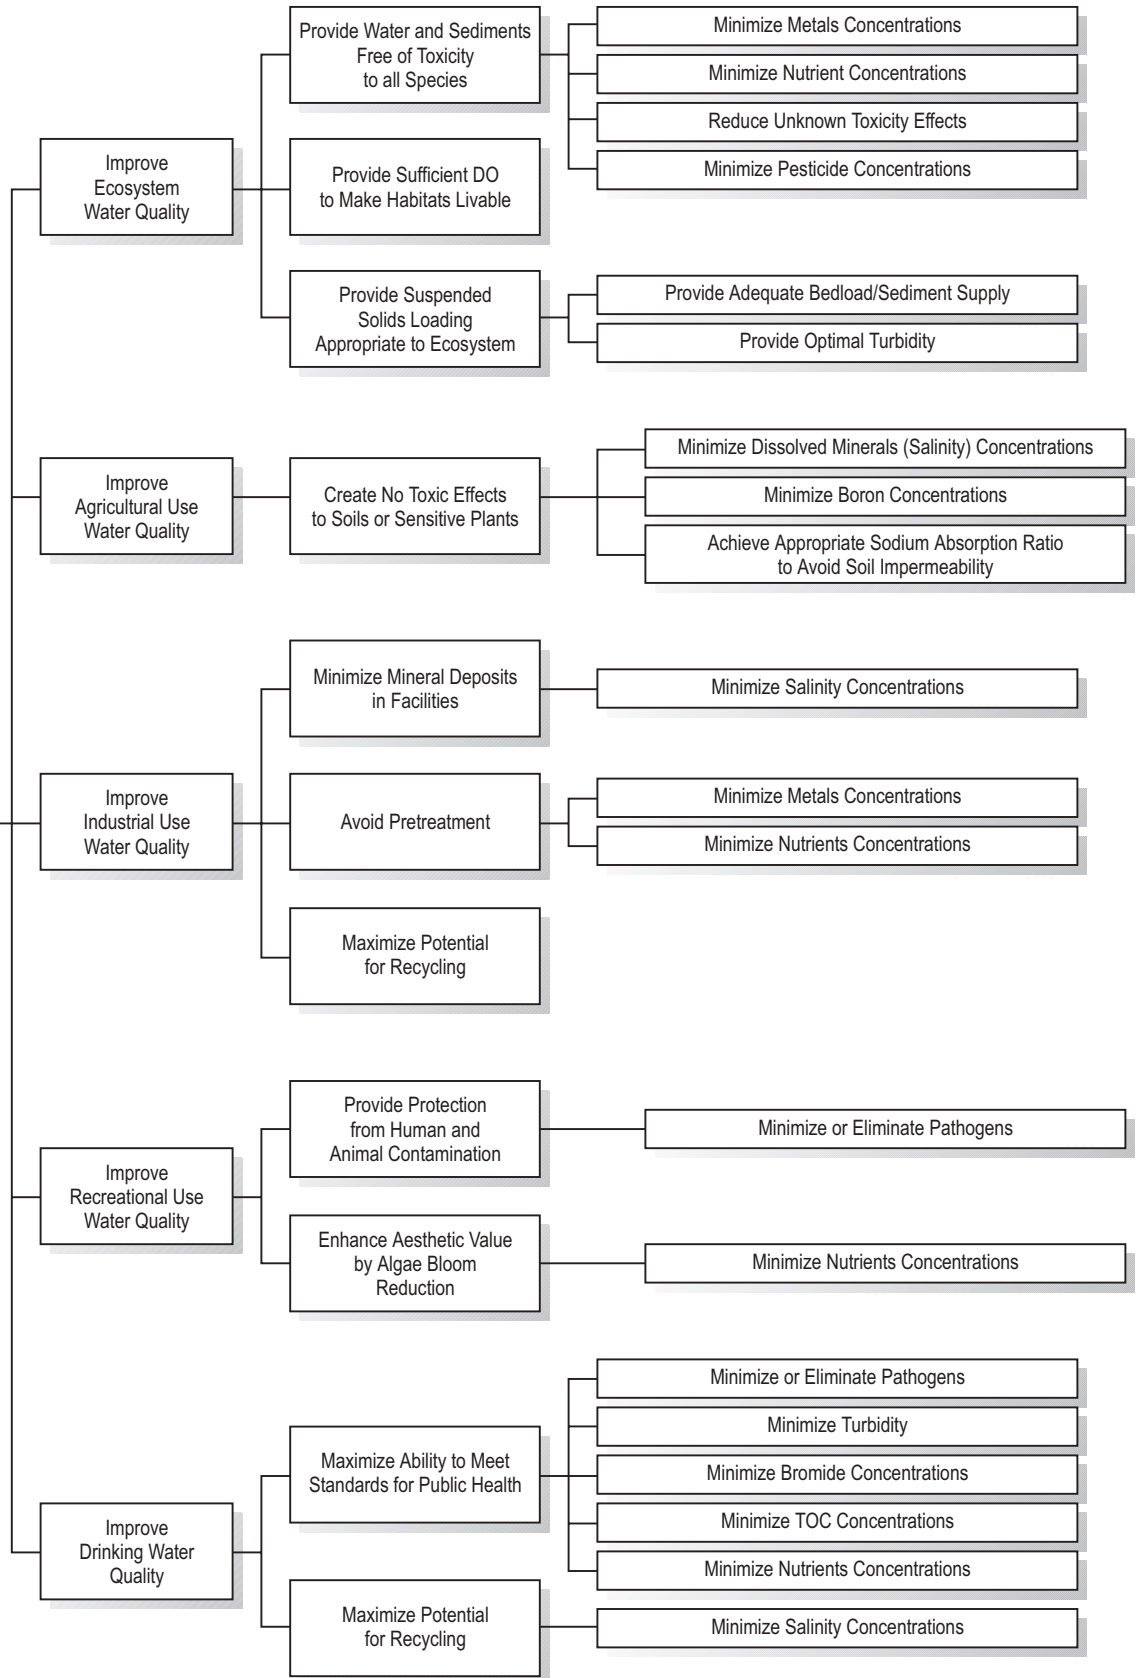 Improve
Ecosystem
Water Quality
Provide Water and Sediments
Free of Toxicity
to all Species
Minimize Metals Concentrations
Minimize Nutrient Concentrations
Reduce Unknown Toxicity Effects
Minimize Pesticide Concentrations
Provide Sufficient DO
to Make Habitats Livable
Provide Suspended
Solids Loading
Appropriate to Ecosystem
Provide Adequate Bedload/Sediment Supply
Provide Optimal Turbidity
Improve
Agricultural Use
Water Quality
Create No Toxic Effects
to Soils or Sensitive Plants
Minimize Dissolved Minerals (Salinity) Concentrations
Minimize Boron Concentrations
Achieve Appropriate Sodium Absorption Ratio
to Avoid Soil Impermeability
Improve
Industrial Use
Water Quality
Minimize Mineral Deposits
in Facilities
Minimize Salinity Concentrations
Avoid Pretreatment
Minimize Metals Concentrations
Minimize Nutrients Concentrations
Maximize Potential
for Recycling
Improve
Recreational Use
Water Quality
Provide Protection
from Human and
Animal Contamination
Minimize or Eliminate Pathogens
Enhance Aesthetic Value
by Algae Bloom
Reduction
Minimize Nutrients Concentrations
Improve
Drinking Water
Quality
Maximize Ability to Meet
Standards for Public Health
Minimize or Eliminate Pathogens
Minimize Turbidity
Minimize Bromide Concentrations
Minimize TOC Concentrations
Minimize Nutrients Concentrations
Maximize Potential
for Recycling
Minimize Salinity Concentrations